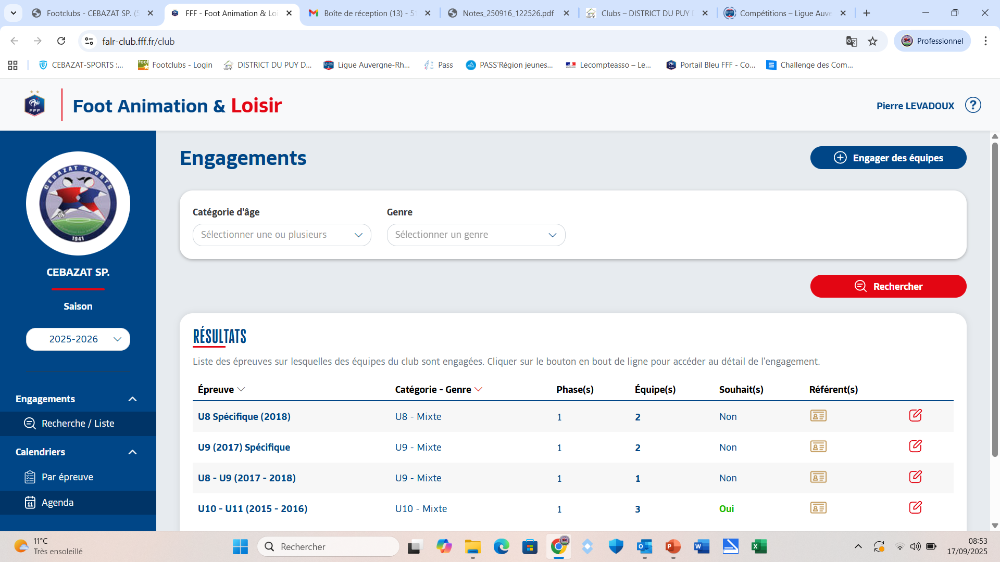 Footclubs - CEBAZAT SP. (5
FFF - Foot Animation & Loi
Boîte de réception (13) - 51
Notes_250916_122526.pdf
Clubs – DISTRICT DU PUY D
Compétitions – Ligue Auve
falr-club.fff.fr/club
Professionnel
CEBAZAT-SPORTS :...
Footclubs - Login
DISTRICT DU PUY D...
Ligue Auvergne-Rh...
Pass
PASS'Région jeunes...
Lecompteasso – Le...
Portail Bleu FFF - Co...
Challenge des Com...
FFF
Foot Animation & Loisir
Pierre LEVADOUX
?
CEBAZAT SPORTS
1941
CEBAZAT SP.
Saison
2025-2026
Engagements
Recherche / Liste
Calendriers
Par épreuve
Agenda
Engagements
Engager des équipes
Catégorie d'âge
Genre
Sélectionner une ou plusieurs
Sélectionner un genre
Rechercher
RÉSULTATS
Liste des épreuves sur lesquelles des équipes du club sont engagées. Cliquer sur le bouton en bout de ligne pour accéder au détail de l'engagement.
Épreuve Catégorie - Genre Phase(s) Équipe(s) Souhait(s) Référent(s)
U8 Spécifique (2018) U8 - Mixte 1 2 Non
U9 (2017) Spécifique U9 - Mixte 1 2 Non
U8 - U9 (2017 - 2018) U9 - Mixte 1 1 Non
U10 - U11 (2015 - 2016) U10 - Mixte 1 3 Oui
11°C
Très ensoleillé
Rechercher
08:53
17/09/2025